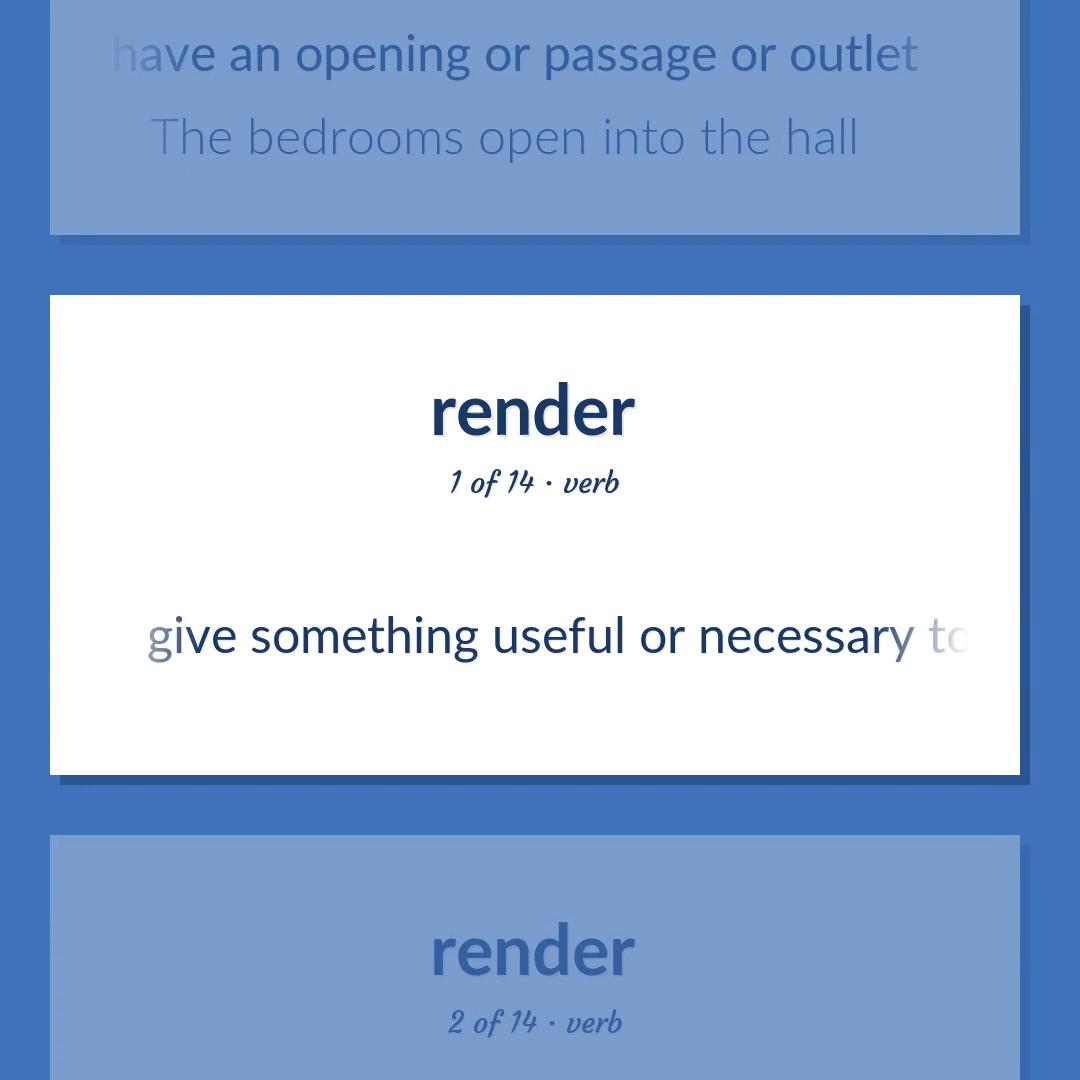 have an opening or passage or outlet
The bedrooms open into the hall
render
1 of 14 · verb
give something useful or necessary to
render
2 of 14 · verb